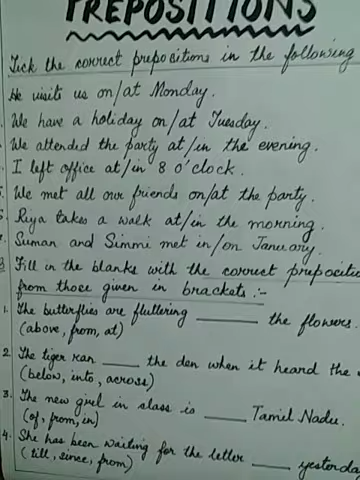 PREPOSITIONS
Tick the correct prepositions in the following
He visits us on/at Monday.
We have a holiday on/at Tuesday.
We attended the party at/in the evening.
I left office at/in 8 o'clock.
We met all our friends on/at the party.
Riya takes a walk at/in the morning.
Suman and Simmi met in/on January.
Fill in the blanks with the correct prepositio
from those given in brackets :-
1. The butterflies are fluttering ______ the flowers.
(above, from, at)
2. The tiger ran ____ the den when it heard the
(below, into, across)
3. The new girl in class is ____ Tamil Nadu.
(of, from, in)
4. She has been waiting for the letter ____ yesterday
(till, since, from)